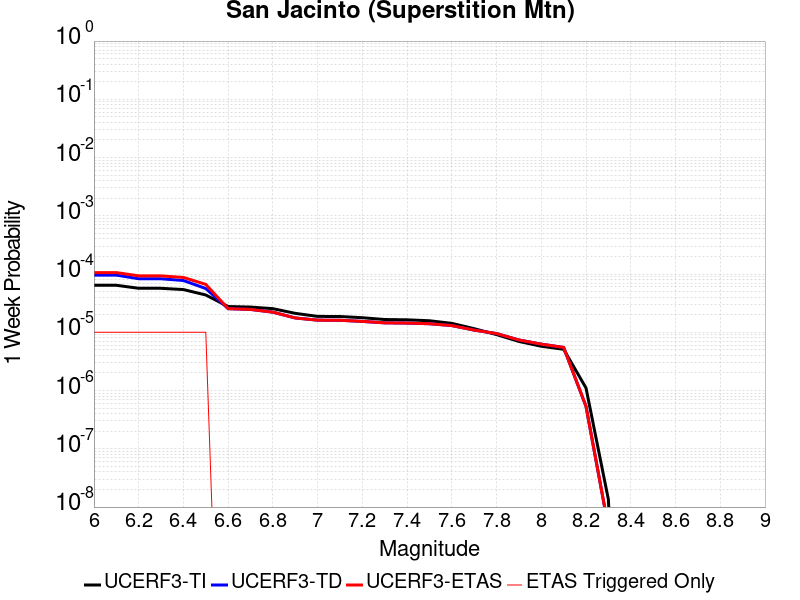 San Jacinto (Superstition Mtn)
10^0
10^-1
10^-2
10^-3
10^-4
10^-5
10^-6
10^-7
10^-8
1 Week Probability
6 6.2 6.4 6.6 6.8 7 7.2 7.4 7.6 7.8 8 8.2 8.4 8.6 8.8 9
Magnitude
UCERF3-TI UCERF3-TD UCERF3-ETAS ETAS Triggered Only